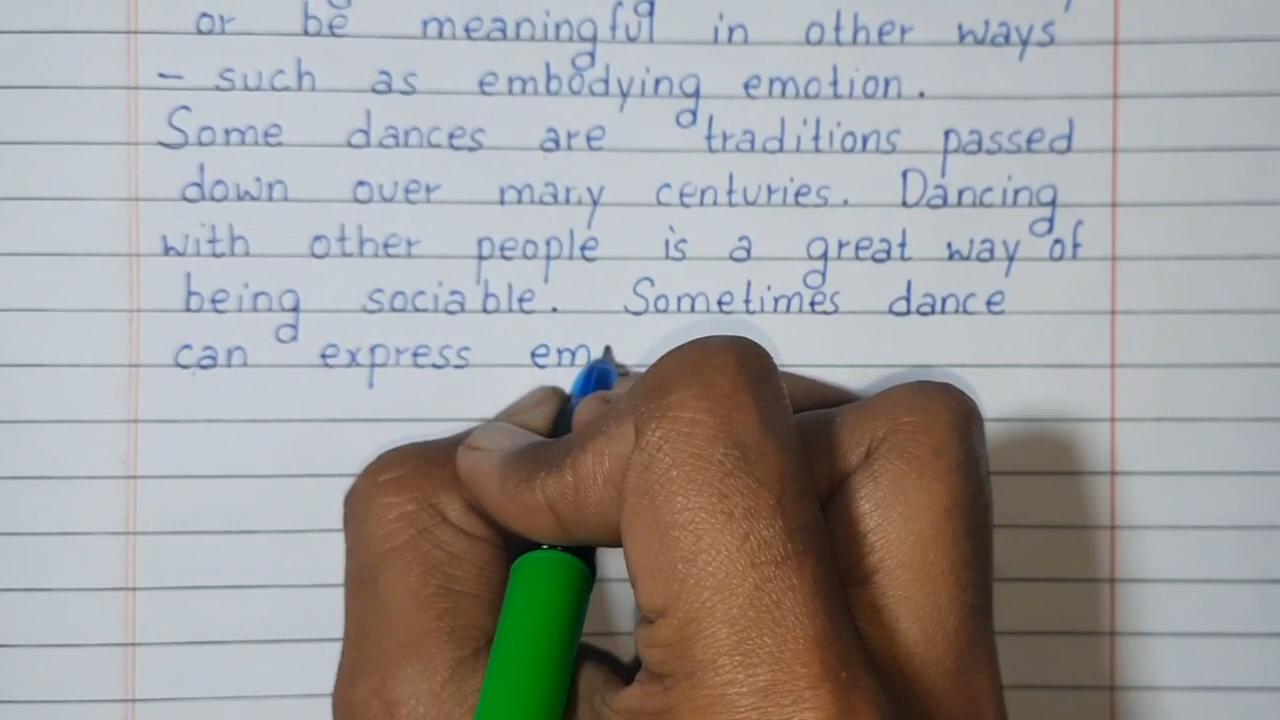 or be meaningful in other ways
- such as embodying emotion.
Some dances are traditions passed
down over many centuries. Dancing
with other people is a great way of
being sociable. Sometimes dance
can express em